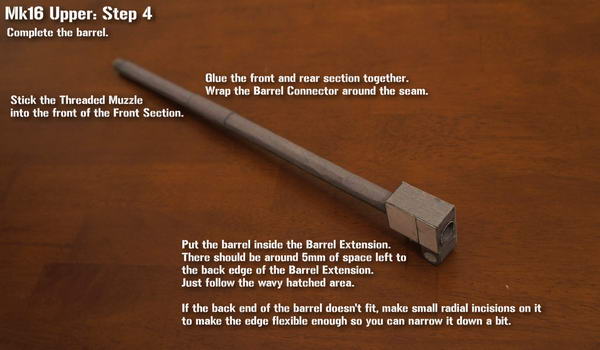 Mk16 Upper: Step 4
Complete the barrel.
Glue the front and rear section together.
Wrap the Barrel Connector around the seam.
Stick the Threaded Muzzle
into the front of the Front Section.
Put the barrel inside the Barrel Extension.
There should be around 5mm of space left to
the back edge of the Barrel Extension.
Just follow the wavy hatched area.
If the back end of the barrel doesn't fit, make small radial incisions on it
to make the edge flexible enough so you can narrow it down a bit.